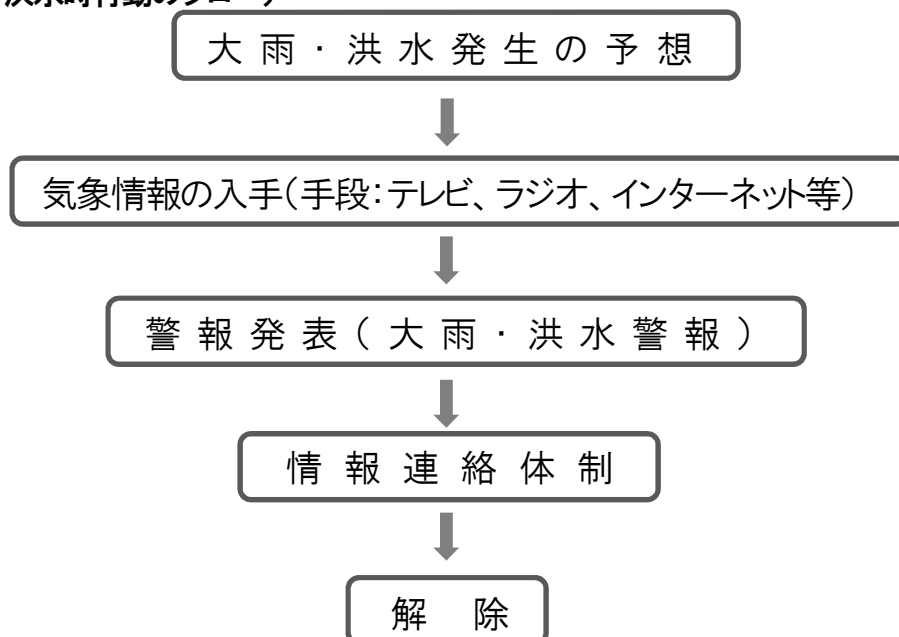 大雨・洪水発生の予想
気象情報の入手(手段：テレビ、ラジオ、インターネット等)
警報発表(大雨・洪水警報)
情報連絡体制
解　除